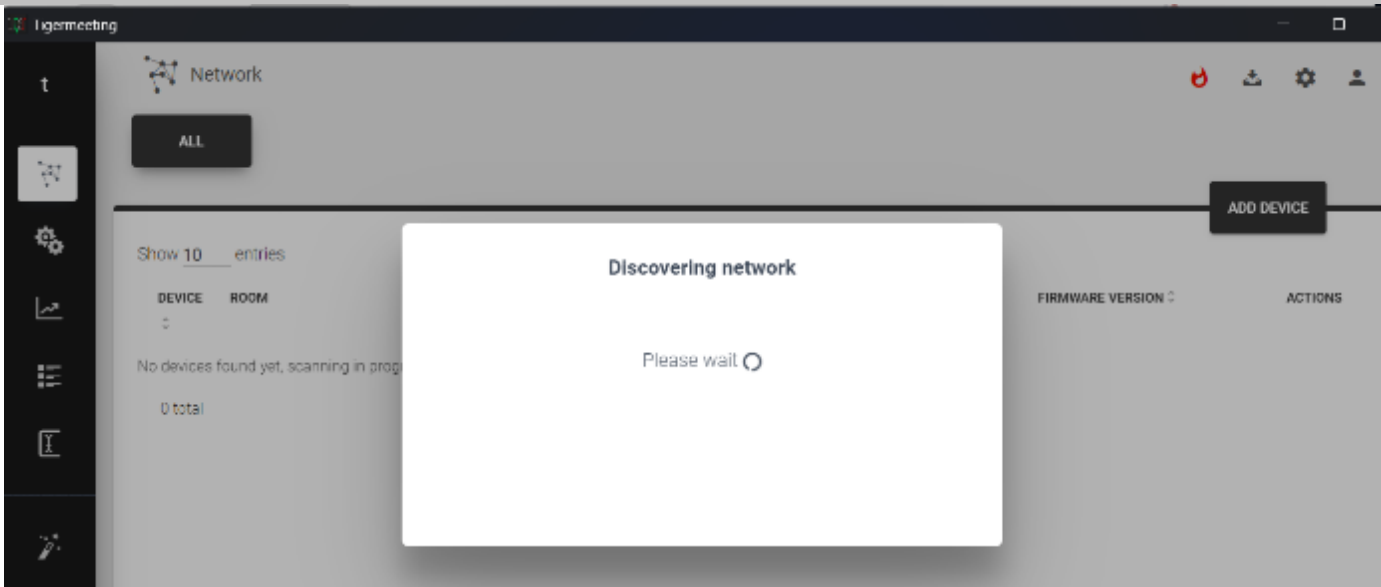 Tigermeeting
t
Network
ALL
ADD DEVICE
Show 10 entries
Discovering network
DEVICE ROOM FIRMWARE VERSION ACTIONS
Please wait
No devices found yet, scanning in prog
0 total